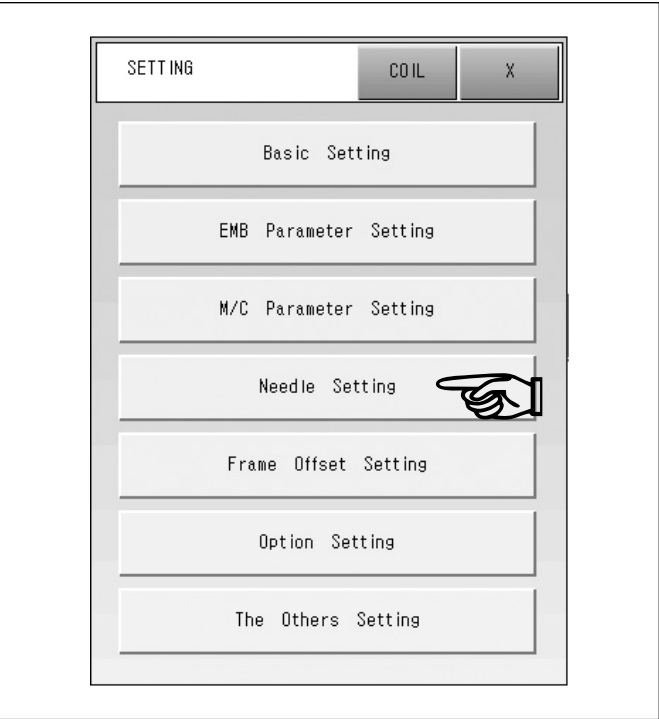 SETTING COIL X
Basic Setting
EMB Parameter Setting
M/C Parameter Setting
Needle Setting
Frame Offset Setting
Option Setting
The Others Setting